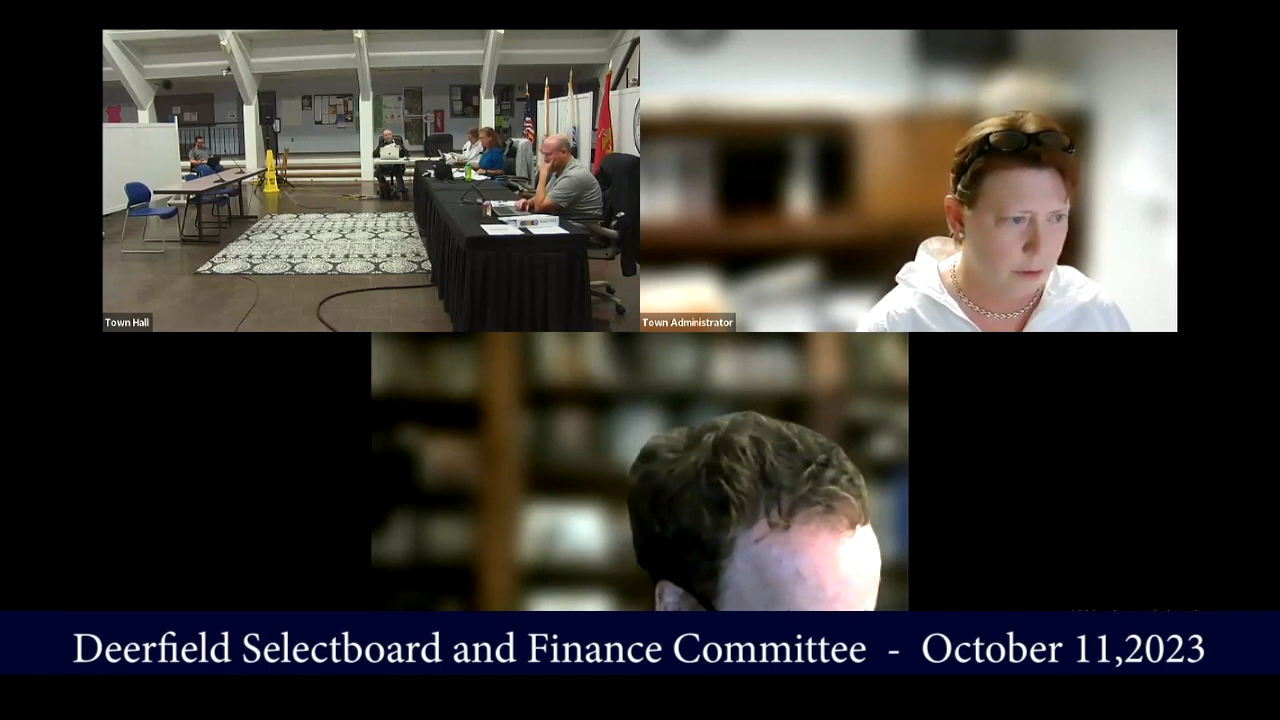 Town Hall
Town Administrator
Deerfield Selectboard and Finance Committee - October 11,2023